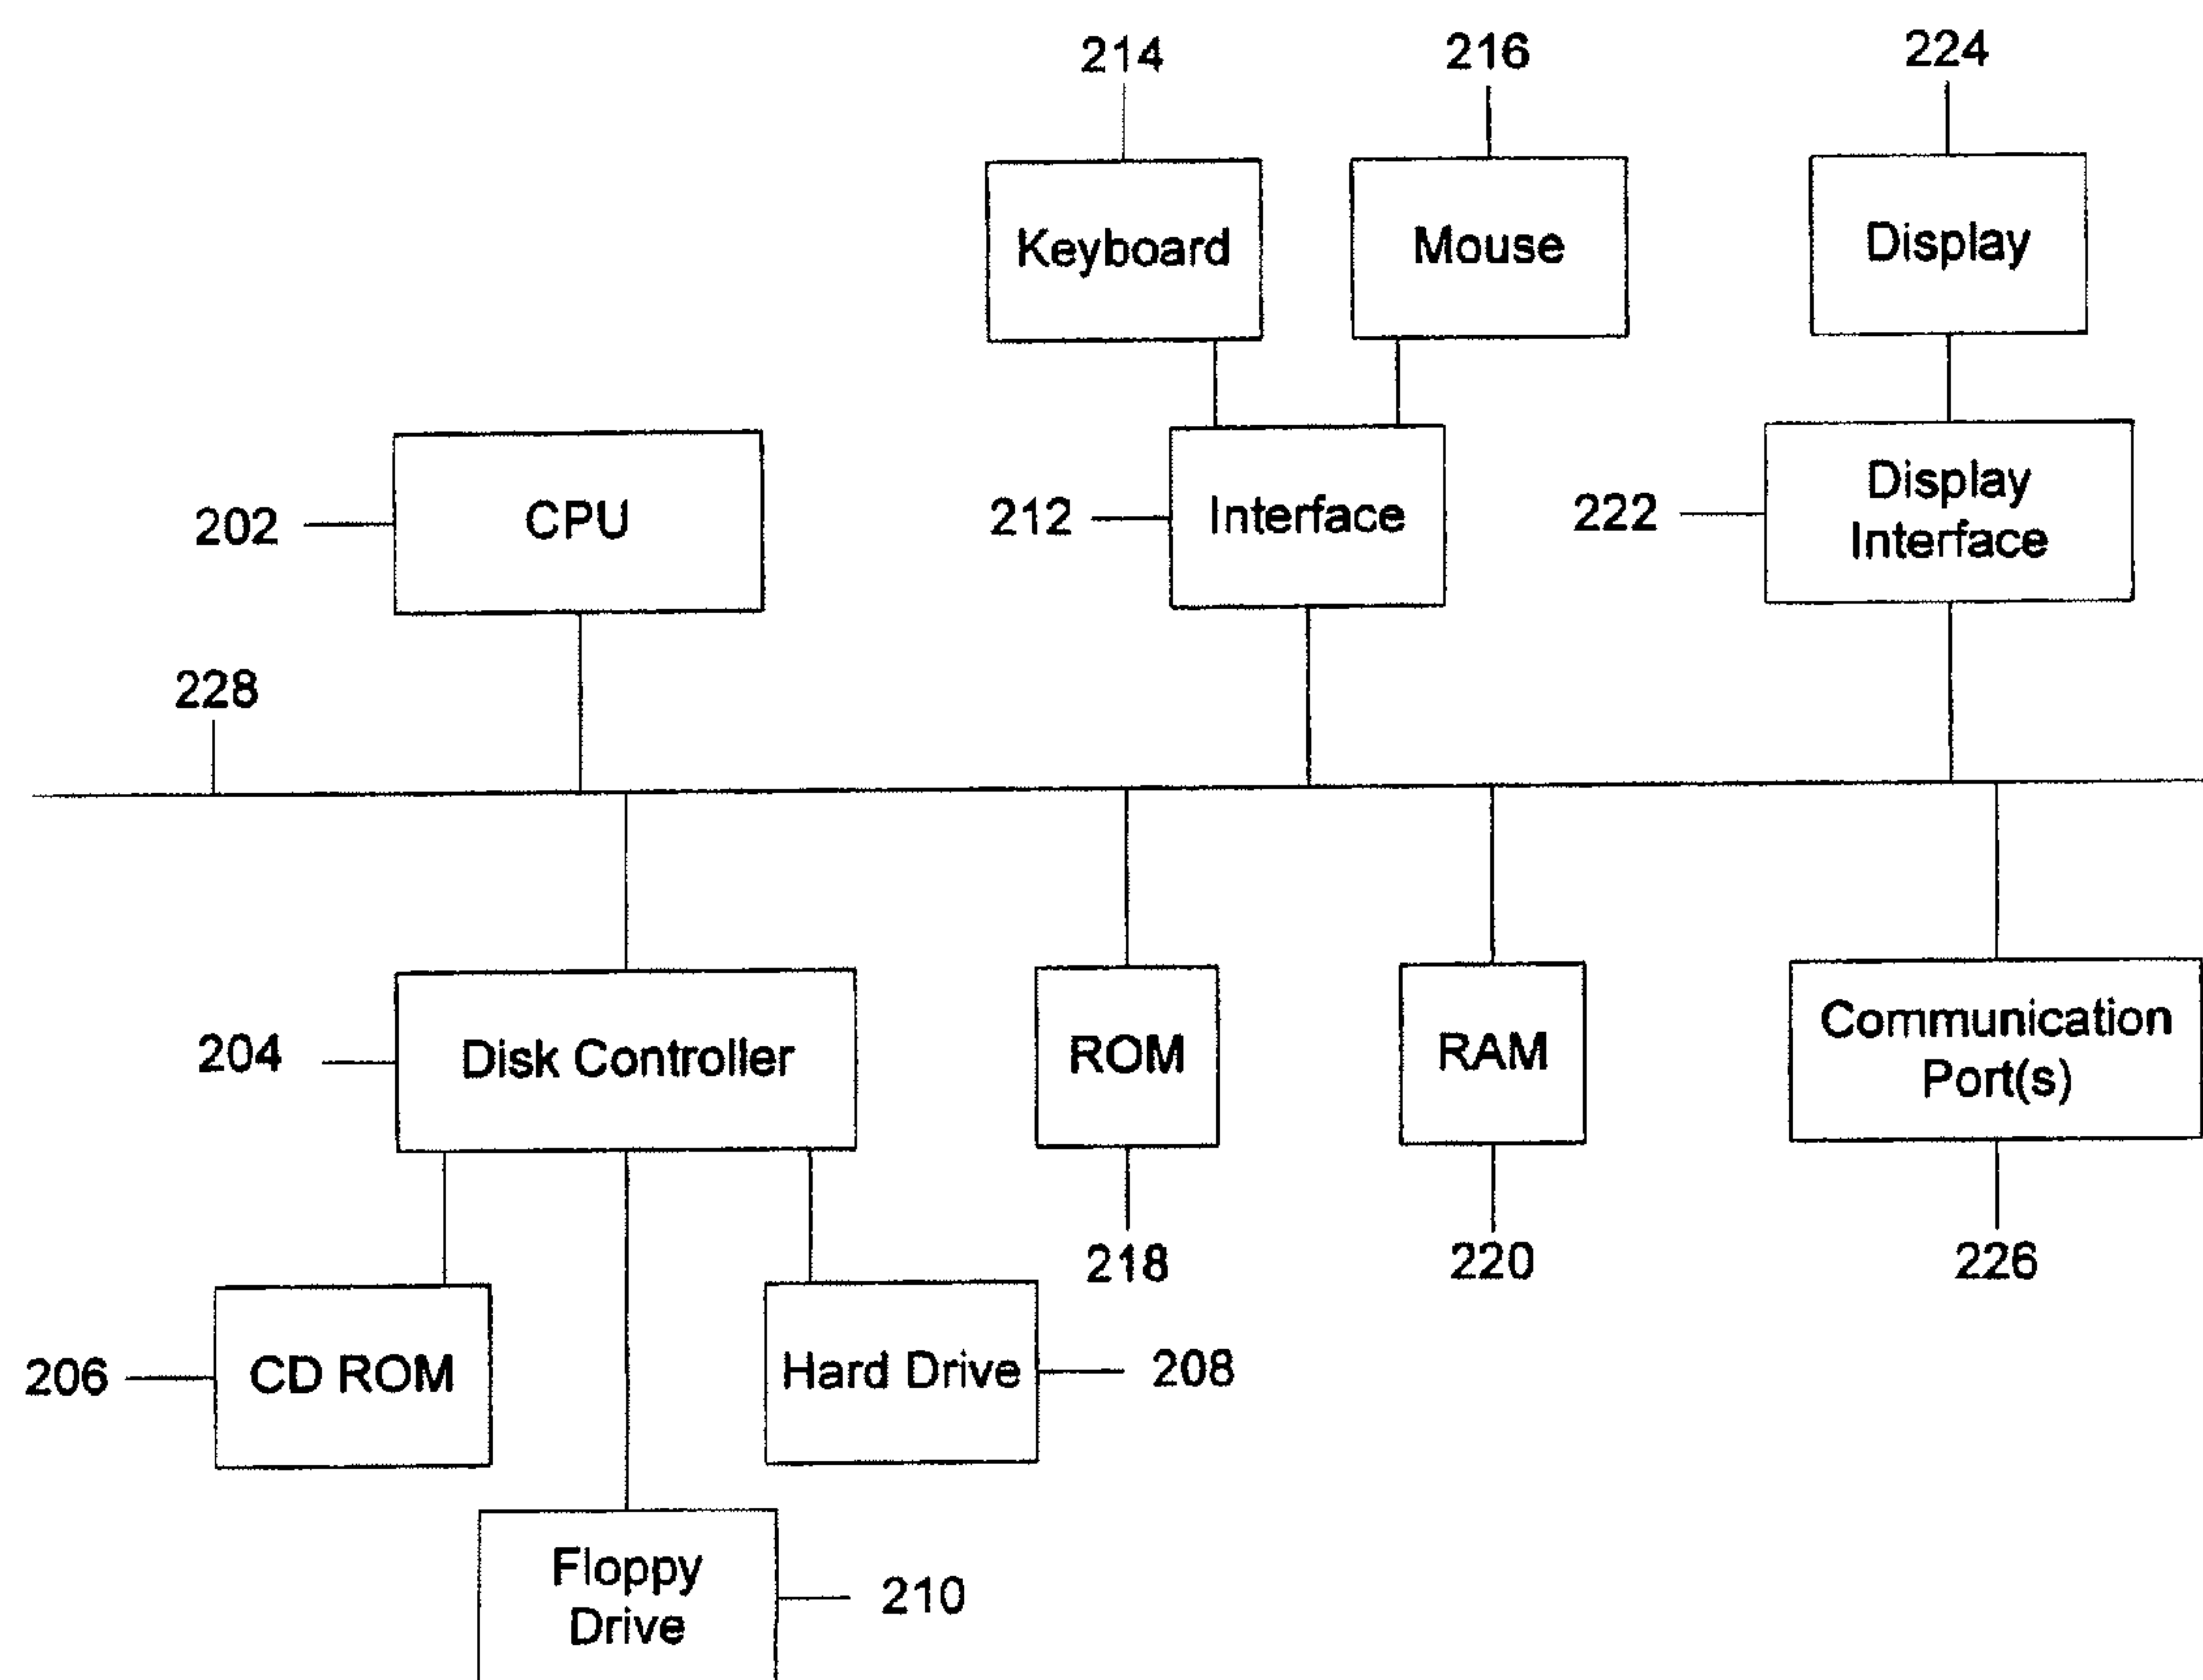 214
216
224
Keyboard
Mouse
Display
202
CPU
212
Interface
222
Display
Interface
228
204
Disk Controller
ROM
RAM
Communication
Port(s)
218
220
226
206
CD ROM
Hard Drive
208
Floppy
Drive
210